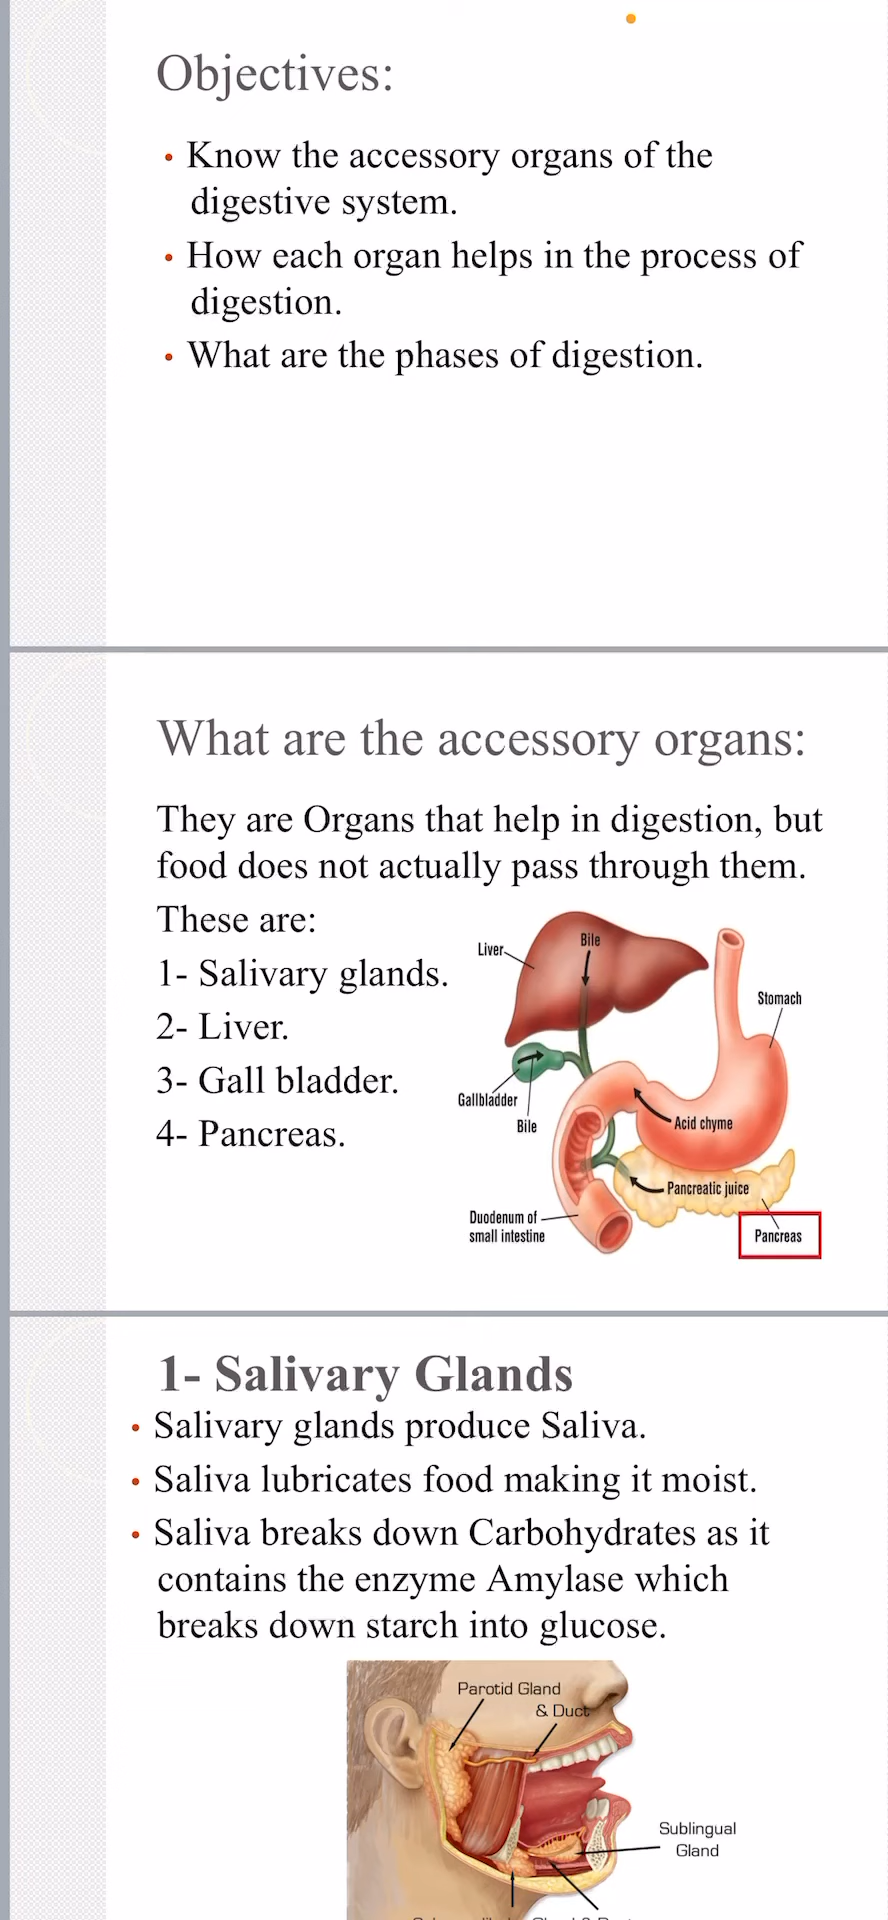 Objectives:
• Know the accessory organs of the
digestive system.
• How each organ helps in the process of
digestion.
• What are the phases of digestion.
What are the accessory organs:
They are Organs that help in digestion, but
food does not actually pass through them.
These are:
1- Salivary glands.
2- Liver.
3- Gall bladder.
4- Pancreas.
Liver
Bile
Stomach
Gallbladder
Bile
Acid chyme
Pancreatic juice
Duodenum of
small intestine
Pancreas
1- Salivary Glands
• Salivary glands produce Saliva.
• Saliva lubricates food making it moist.
• Saliva breaks down Carbohydrates as it
contains the enzyme Amylase which
breaks down starch into glucose.
Parotid Gland
& Duct
Sublingual
Gland